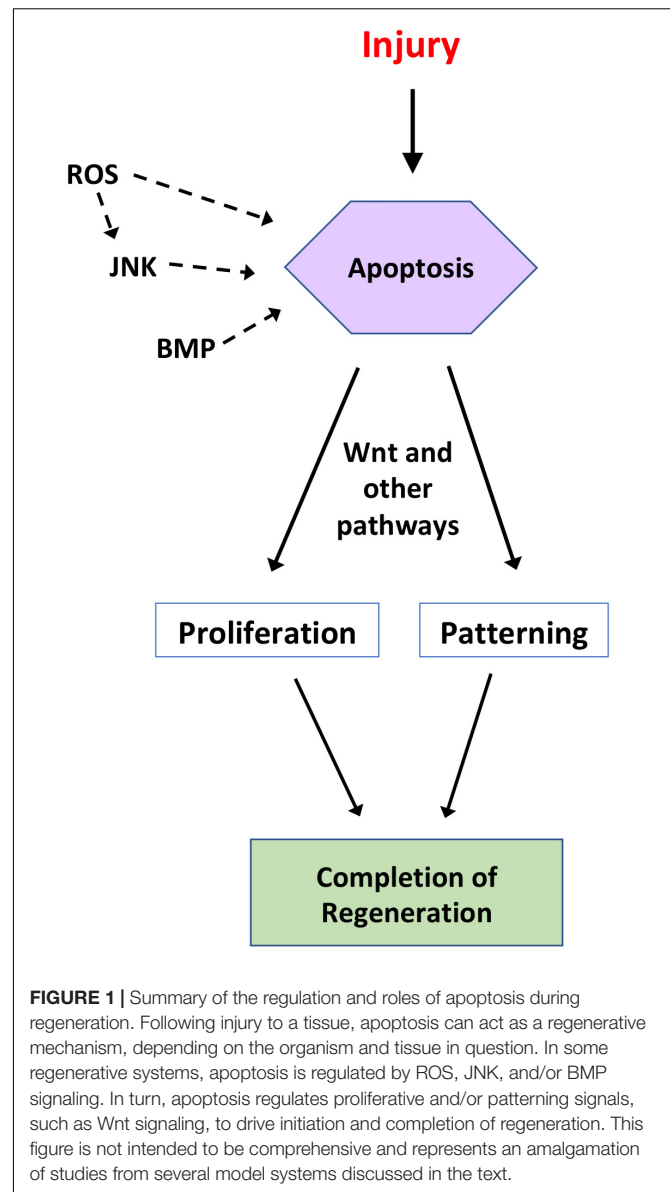 Injury
ROS
JNK
BMP
Apoptosis
Wnt and
other
pathways
Proliferation
Patterning
Completion of
Regeneration
FIGURE 1 | Summary of the regulation and roles of apoptosis during
regeneration. Following injury to a tissue, apoptosis can act as a regenerative
mechanism, depending on the organism and tissue in question. In some
regenerative systems, apoptosis is regulated by ROS, JNK, and/or BMP
signaling. In turn, apoptosis regulates proliferative and/or patterning signals,
such as Wnt signaling, to drive initiation and completion of regeneration. This
figure is not intended to be comprehensive and represents an amalgamation
of studies from several model systems discussed in the text.